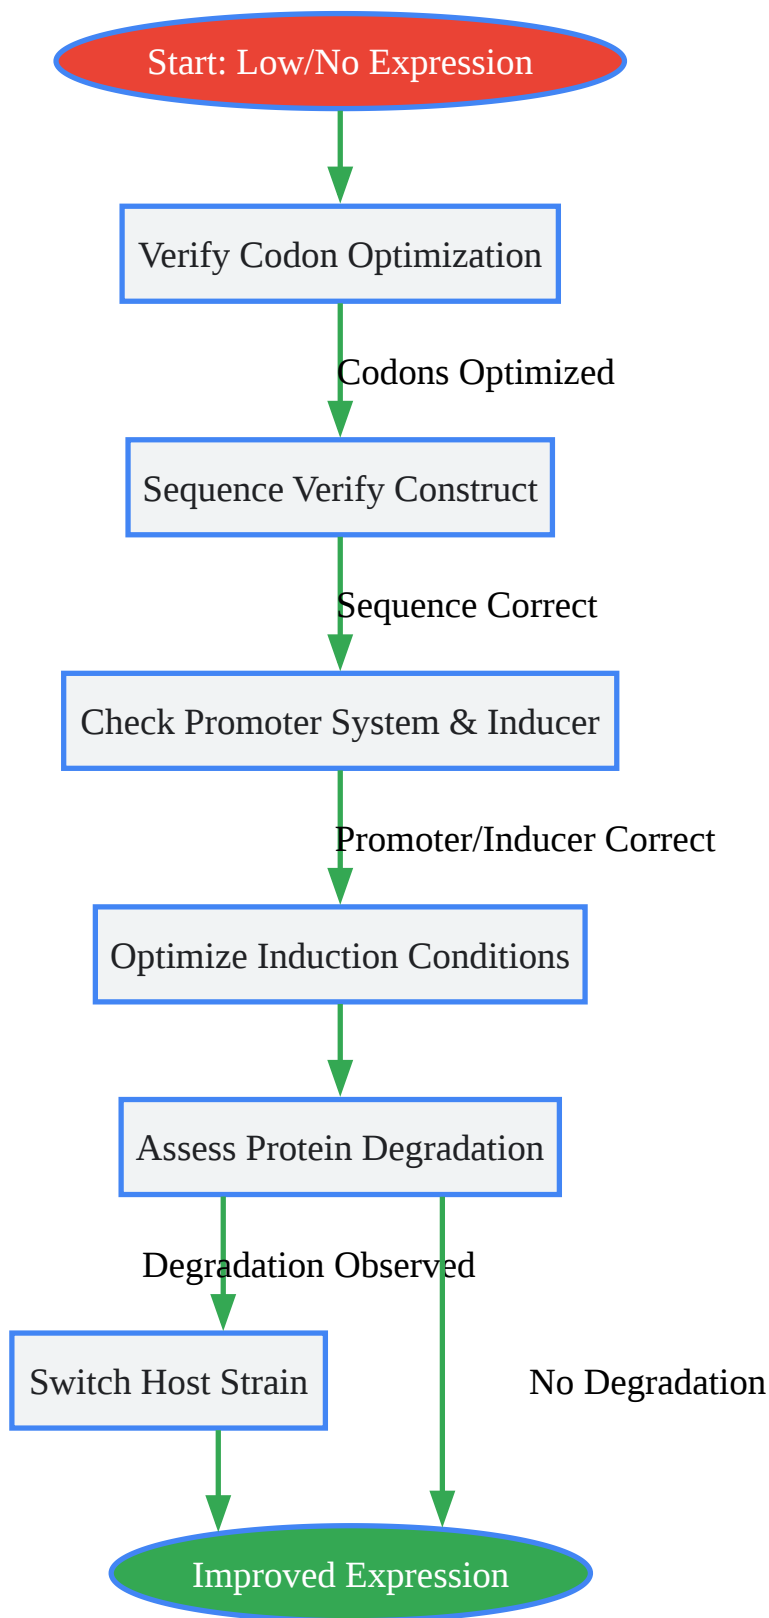 Start: Low/No Expression
Verify Codon Optimization
Codons Optimized
Sequence Verify Construct
Sequence Correct
Check Promoter System & Inducer
Promoter/Inducer Correct
Optimize Induction Conditions
Assess Protein Degradation
Degradation Observed
Switch Host Strain
No Degradation
Improved Expression